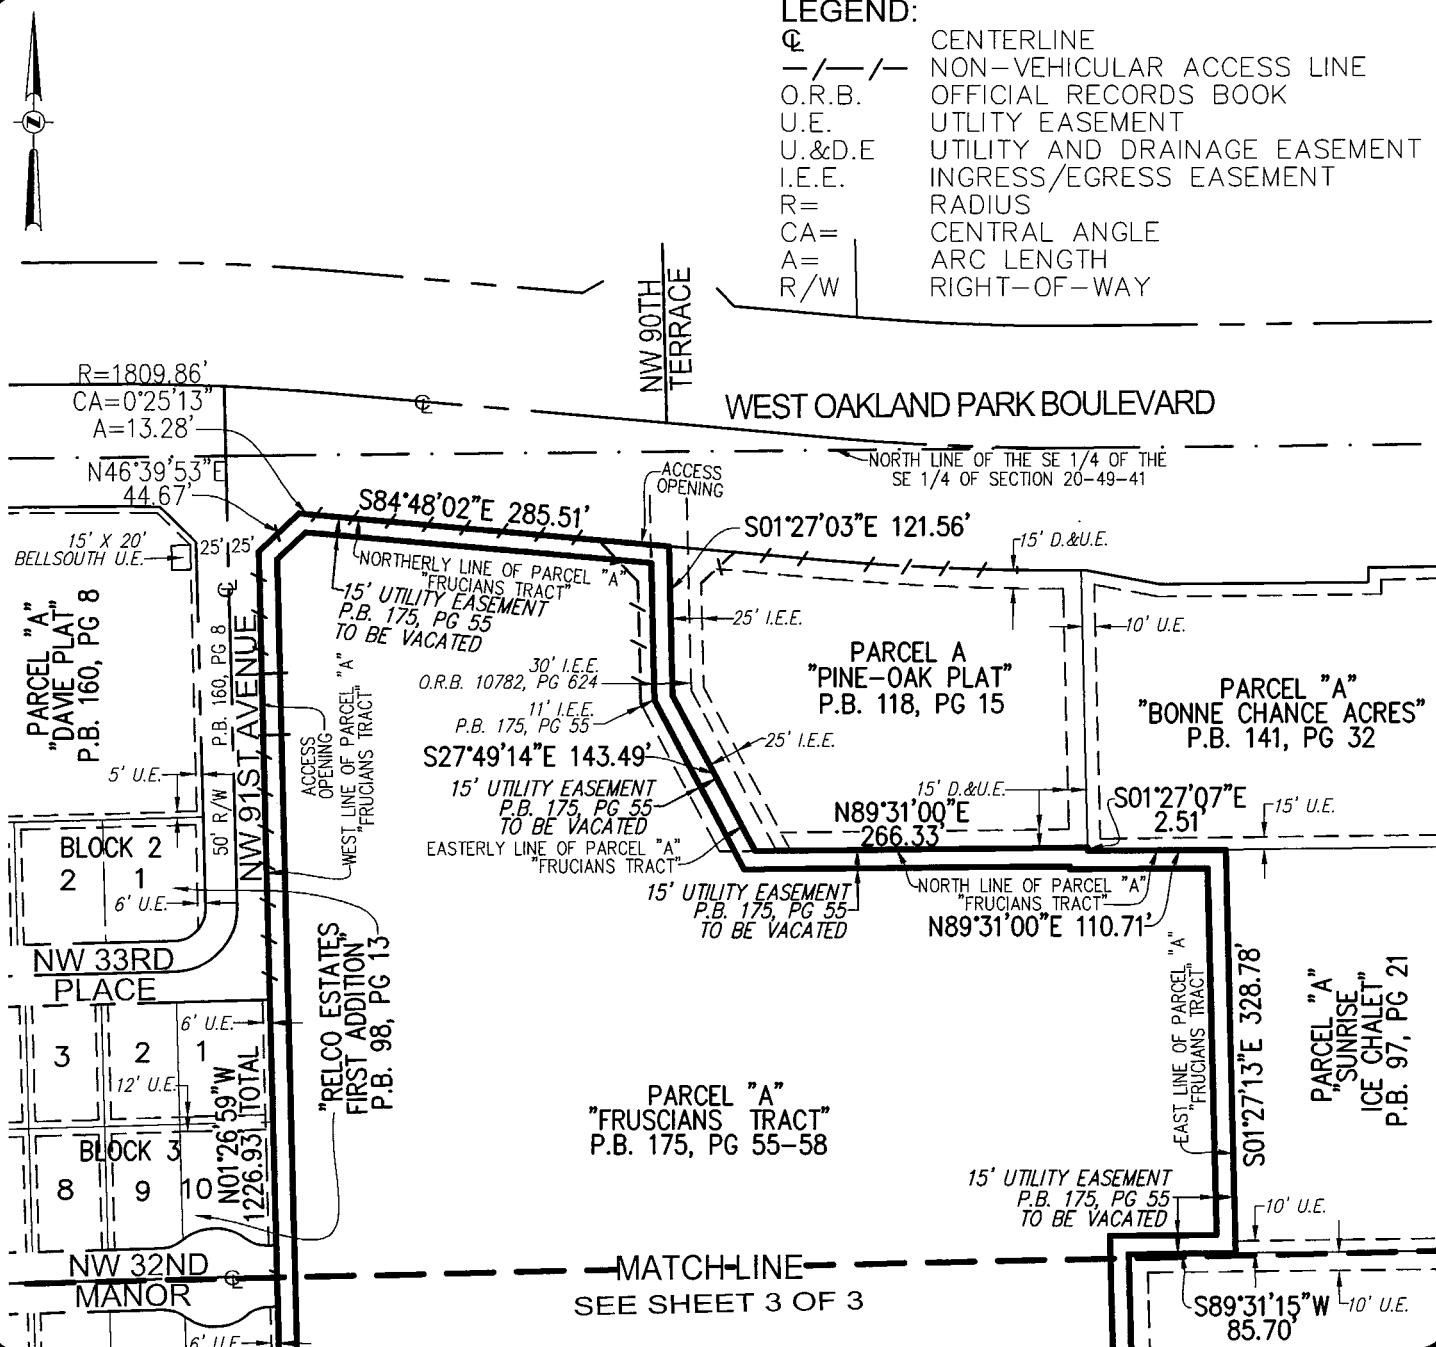 LEGEND:
℄ CENTERLINE
NON-VEHICULAR ACCESS LINE
O.R.B. OFFICIAL RECORDS BOOK
U.E. UTLITY EASEMENT
U.&D.E UTILITY AND DRAINAGE EASEMENT
I.E.E. INGRESS/EGRESS EASEMENT
R= RADIUS
CA= CENTRAL ANGLE
A= ARC LENGTH
R/W RIGHT-OF-WAY
Z
NW 90TH
TERRACE
WEST OAKLAND PARK BOULEVARD
℄
R=1809.86'
CA=0°25'13"
A=13.28'
N46°39'53"E
44.67'
NORTH LINE OF THE SE 1/4 OF THE
SE 1/4 OF SECTION 20-49-41
ACCESS
OPENING
S84°48'02"E 285.51'
S01°27'03"E 121.56'
15' D.&U.E.
15' X 20'
BELLSOUTH U.E.
25' 25'
℄
NORTHERLY LINE OF PARCEL "A"
"FRUCIANS TRACT"
15' UTILITY EASEMENT
P.B. 175, PG 55
TO BE VACATED
25' I.E.E.
10' U.E.
PARCEL "A"
"DAVIE PLAT"
P.B. 160, PG 8
P.B. 160, PG 8
50' R/W
NW 91ST AVENUE
ACCESS
OPENING
WEST LINE OF PARCEL "A"
"FRUCIANS TRACT"
30' I.E.E.
O.R.B. 10782, PG 624
11' I.E.E.
P.B. 175, PG 55
PARCEL A
"PINE-OAK PLAT"
P.B. 118, PG 15
PARCEL "A"
"BONNE CHANCE ACRES"
P.B. 141, PG 32
25' I.E.E.
S27°49'14"E 143.49'
15' UTILITY EASEMENT
P.B. 175, PG 55
TO BE VACATED
EASTERLY LINE OF PARCEL "A"
"FRUCIANS TRACT"
5' U.E.
15' D.&U.E.
N89°31'00"E
266.33'
S01°27'07"E
2.51'
15' U.E.
BLOCK 2
2 1
6' U.E.
15' UTILITY EASEMENT
P.B. 175, PG 55
TO BE VACATED
NORTH LINE OF PARCEL "A"
"FRUCIANS TRACT"
N89°31'00"E 110.71'
NW 33RD
PLACE
"RELCO ESTATES
FIRST ADDITION"
P.B. 98, PG 13
EAST LINE OF PARCEL "A"
"FRUCIANS TRACT"
S01°27'13"E 328.78'
PARCEL "A"
"SUNRISE
ICE CHALET"
P.B. 97, PG 21
6' U.E.
3 2 1
12' U.E.
BLOCK 3
8 9 10
N01°26'59"W
1226.93' TOTAL
PARCEL "A"
"FRUSCIANS TRACT"
P.B. 175, PG 55-58
15' UTILITY EASEMENT
P.B. 175, PG 55
TO BE VACATED
10' U.E.
NW 32ND
MANOR
℄
MATCH-LINE
SEE SHEET 3 OF 3
S89°31'15"W
85.70'
10' U.E.
6' U.E.